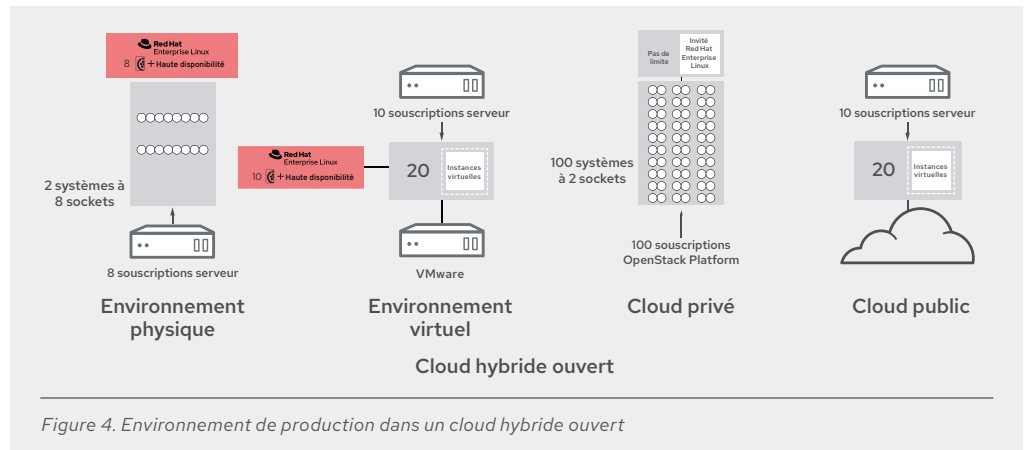 Red Hat
Enterprise Linux
8 + Haute disponibilité
2 systèmes à
8 sockets
8 souscriptions serveur
Environnement
physique
10 souscriptions serveur
Red Hat
Enterprise Linux
10 + Haute disponibilité
20
Instances
virtuelles
VMware
Environnement
virtuel
Pas de
limite
Invité
Red Hat
Enterprise
Linux
100 systèmes
à 2 sockets
100 souscriptions
OpenStack Platform
Cloud privé
10 souscriptions serveur
20
Instances
virtuelles
Cloud public
Cloud hybride ouvert
Figure 4. Environnement de production dans un cloud hybride ouvert